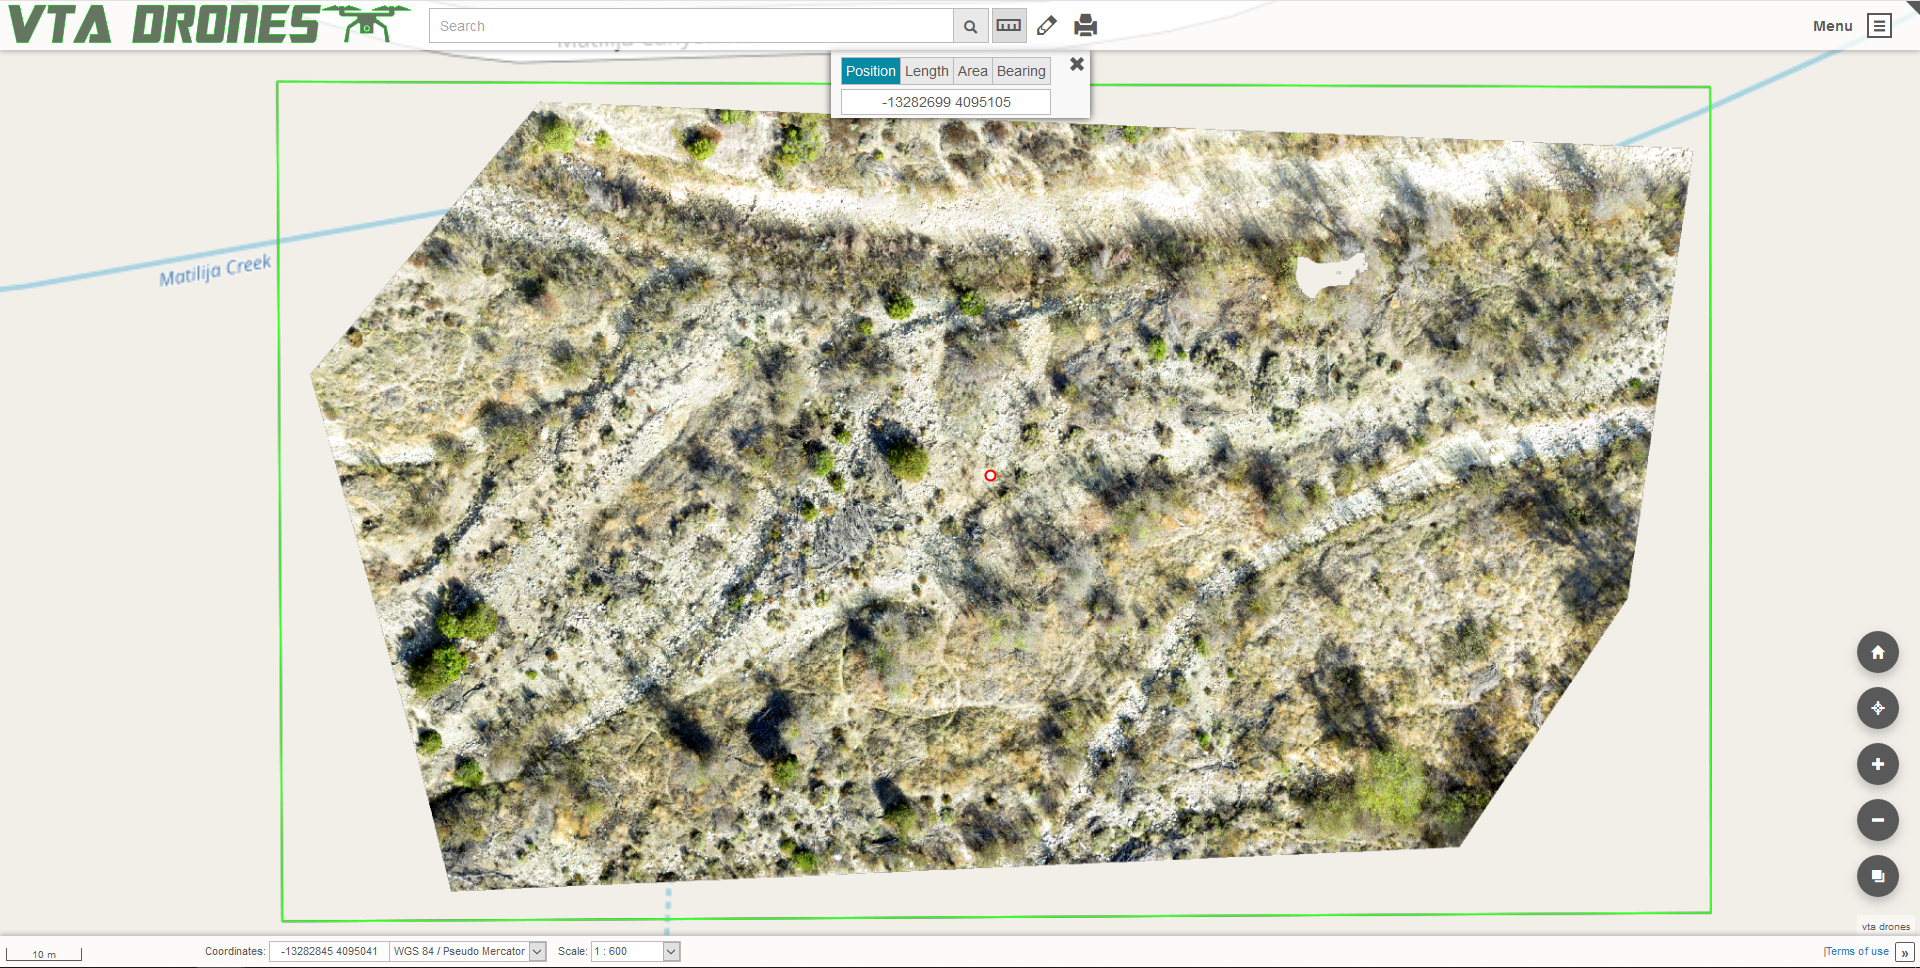 VTA DRONES
Search
Menu
Position Length Area Bearing
-13282699 4095105
Matilija Creek
vta drones
10 m
Coordinates: -13282845 4095041 WGS 84 / Pseudo Mercator Scale: 1 : 600
|Terms of use »